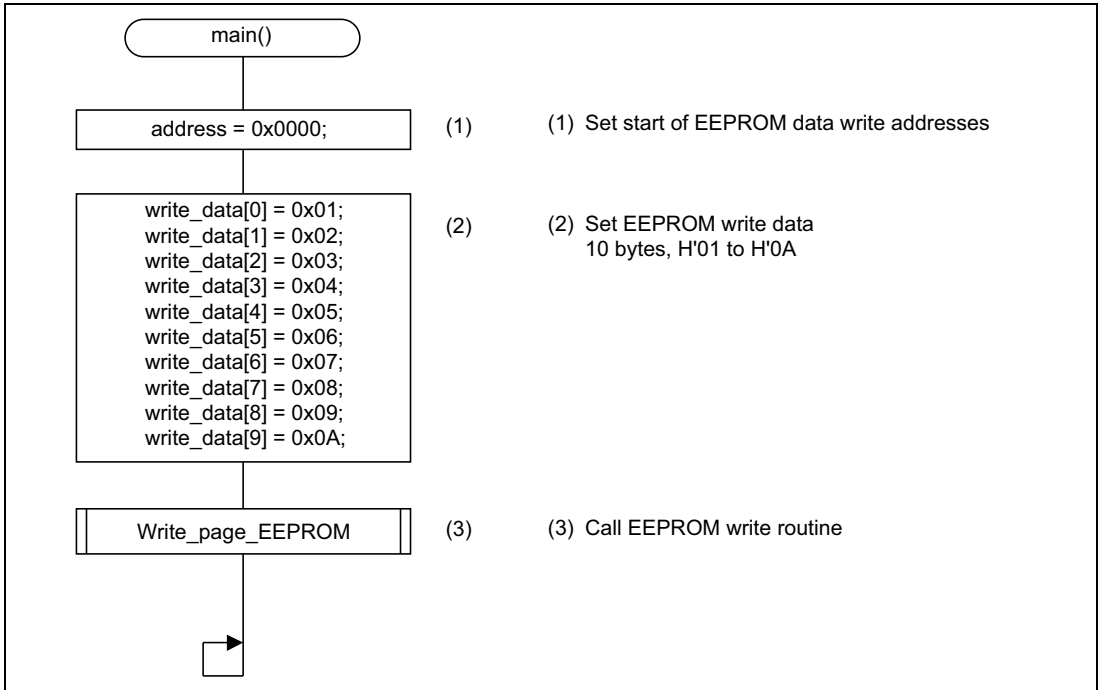 main()
address = 0x0000;
(1)
(1) Set start of EEPROM data write addresses
write_data[0] = 0x01;
write_data[1] = 0x02;
write_data[2] = 0x03;
write_data[3] = 0x04;
write_data[4] = 0x05;
write_data[5] = 0x06;
write_data[6] = 0x07;
write_data[7] = 0x08;
write_data[8] = 0x09;
write_data[9] = 0x0A;
(2)
(2) Set EEPROM write data
10 bytes, H'01 to H'0A
Write_page_EEPROM
(3)
(3) Call EEPROM write routine